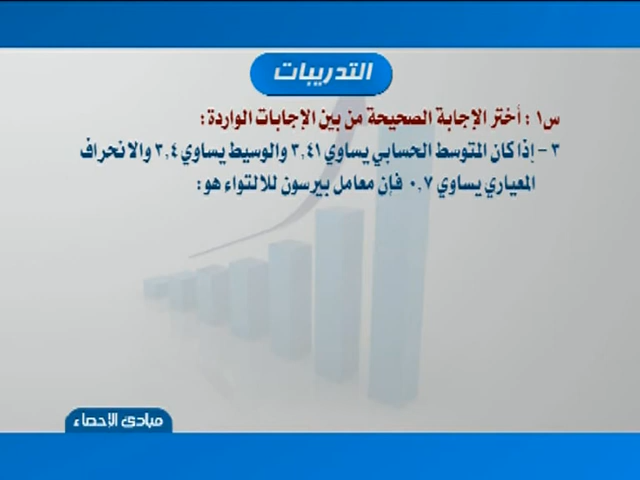 التدريبات
س١ : أختر الإجابة الصحيحة من بين الإجابات الواردة :
٣ - إذا كان المتوسط الحسابي يساوي ٣,٤١ والوسيط يساوي ٣,٤ والانحراف
المعياري يساوي ٠,٧ فإن معامل بيرسون للالتواء هو :
مبادئ الإحصاء